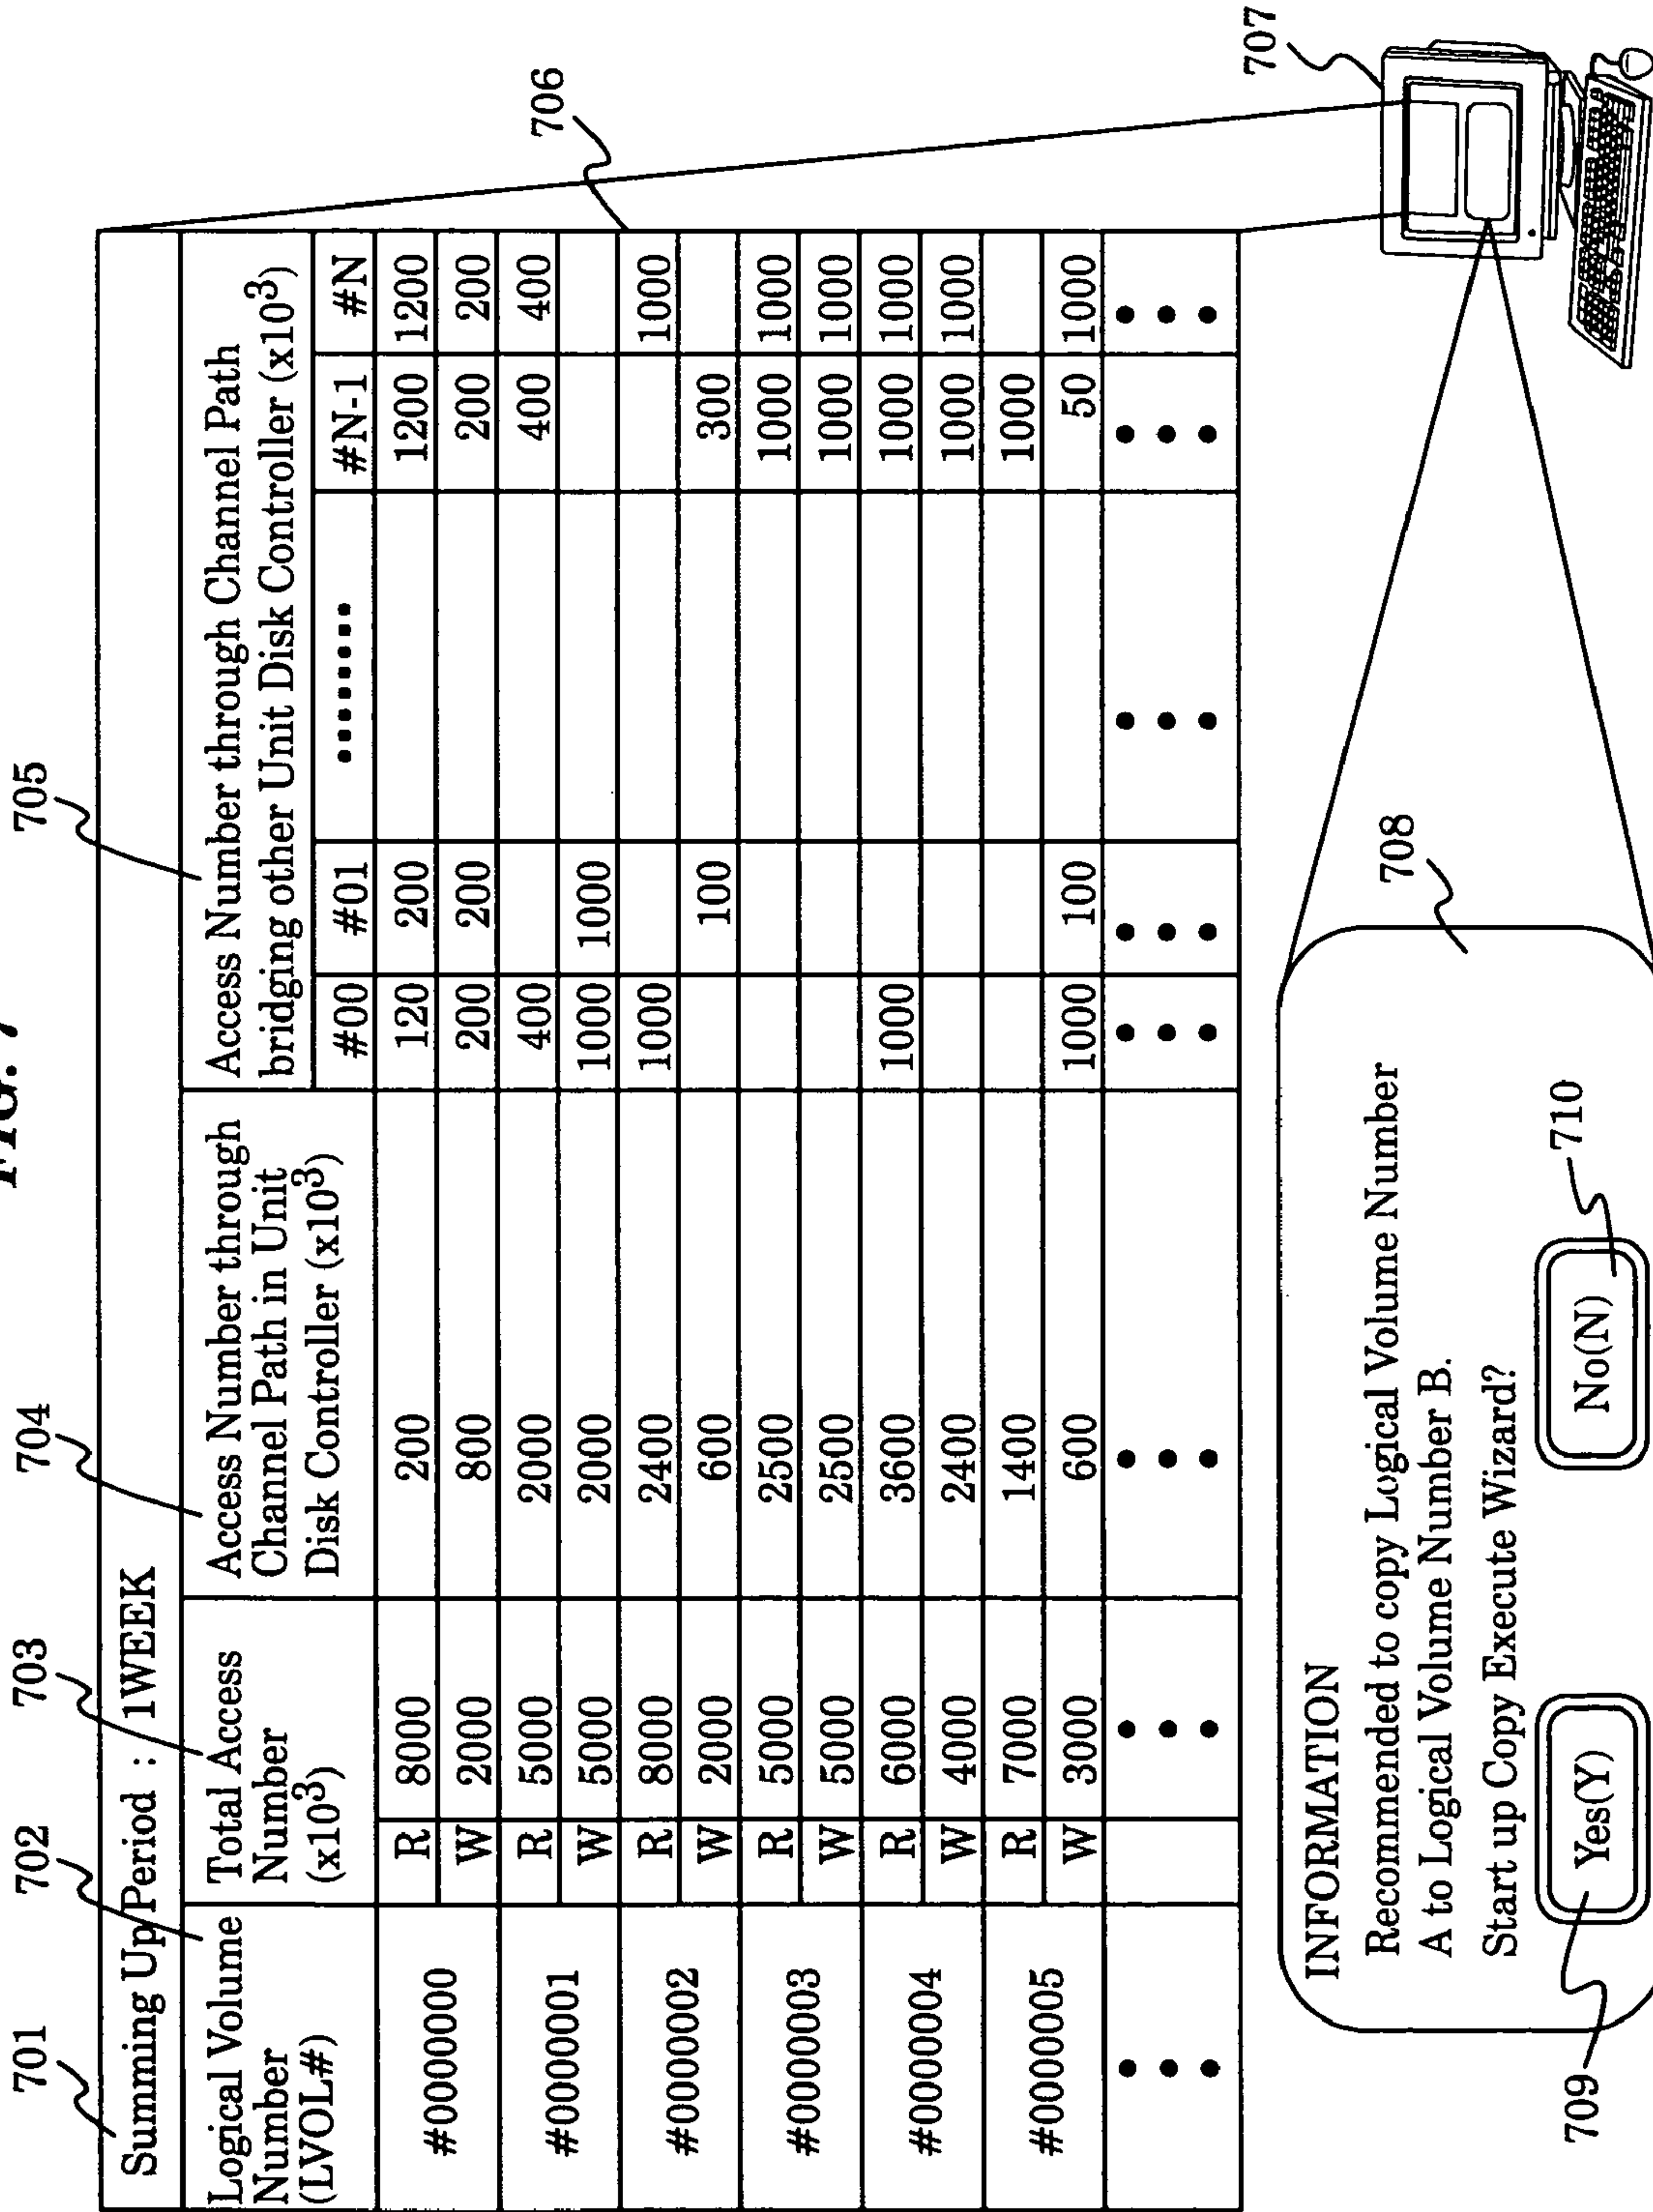 FIG. 7
701
702
703
704
705
Summing Up Period : 1WEEK
Logical Volume Number (LVOL#)
Total Access Number (x10³)
Access Number through Channel Path in Unit Disk Controller (x10³)
Access Number through Channel Path bridging other Unit Disk Controller (x10³)
#00 #01 ········ #N-1 #N
#0000000 R 8000 200 120 200 1200 1200
W 2000 800 200 200 200 200
#0000001 R 5000 2000 400 400 400
W 5000 2000 1000 1000
#0000002 R 8000 2400 1000 1000
W 2000 600 100 300
#0000003 R 5000 2500 1000 1000
W 5000 2500 1000 1000
#0000004 R 6000 3600 1000 1000 1000
W 4000 2400 1000 1000
#0000005 R 7000 1400 1000
W 3000 600 1000 100 50 1000
706
707
INFORMATION
Recommended to copy Logical Volume Number
A to Logical Volume Number B.
Start up Copy Execute Wizard?
Yes(Y) No(N)
708
709
710